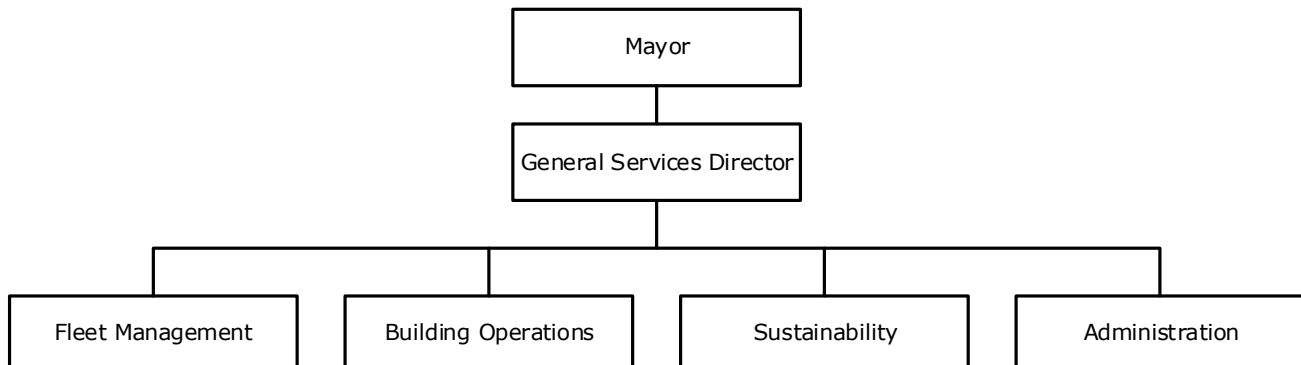 Mayor
General Services Director
Fleet Management
Building Operations
Sustainability
Administration